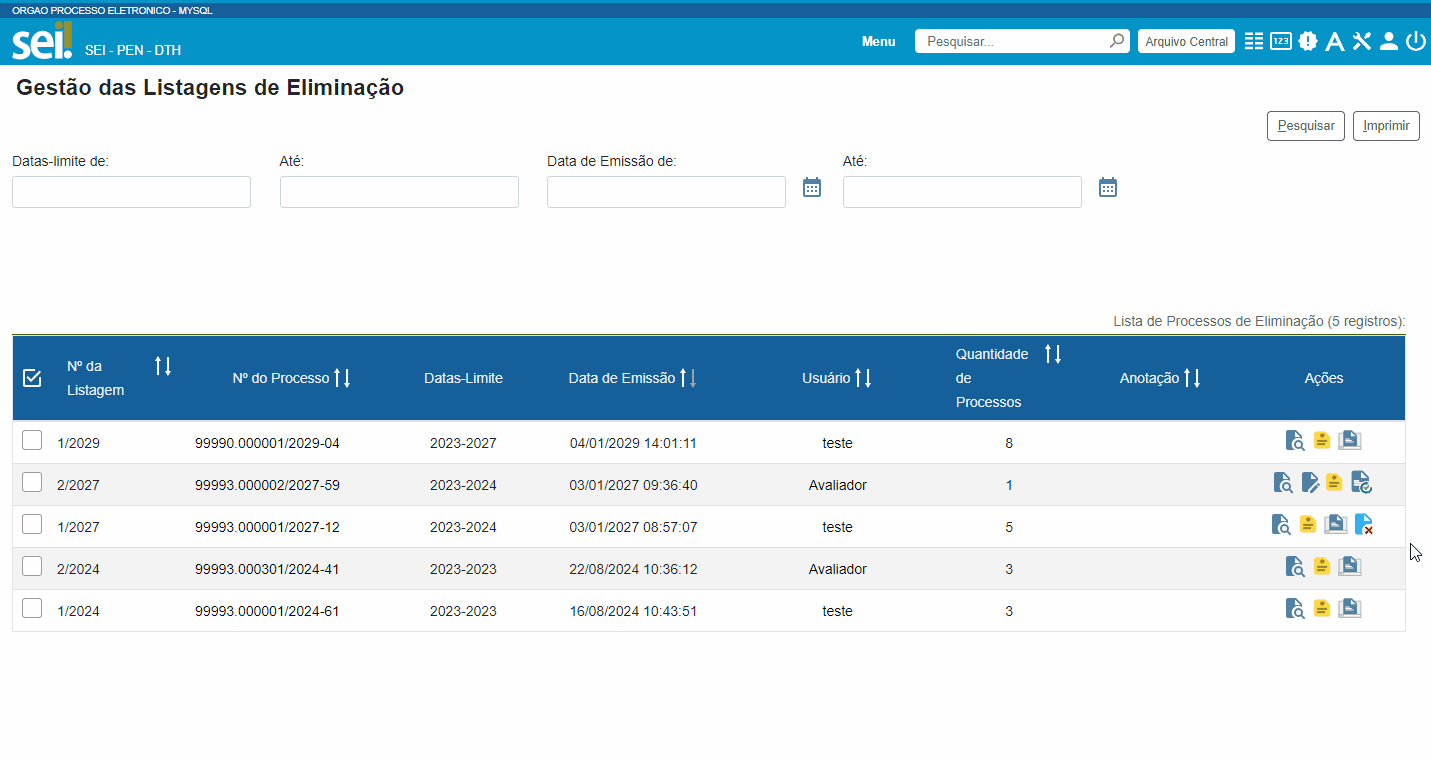 ORGAO PROCESSO ELETRONICO - MYSQL
sei! SEI - PEN - DTH Menu Pesquisar... Arquivo Central 123
Gestão das Listagens de Eliminação
Pesquisar Imprimir
Datas-limite de: Até: Data de Emissão de: Até:
Lista de Processos de Eliminação (5 registros):
Nº da Listagem Nº do Processo Datas-Limite Data de Emissão Usuário Quantidade de Processos Anotação Ações
1/2029 99990.000001/2029-04 2023-2027 04/01/2029 14:01:11 teste 8
2/2027 99993.000002/2027-59 2023-2024 03/01/2027 09:36:40 Avaliador 1
1/2027 99993.000001/2027-12 2023-2024 03/01/2027 08:57:07 teste 5
2/2024 99993.000301/2024-41 2023-2023 22/08/2024 10:36:12 Avaliador 3
1/2024 99993.000001/2024-61 2023-2023 16/08/2024 10:43:51 teste 3